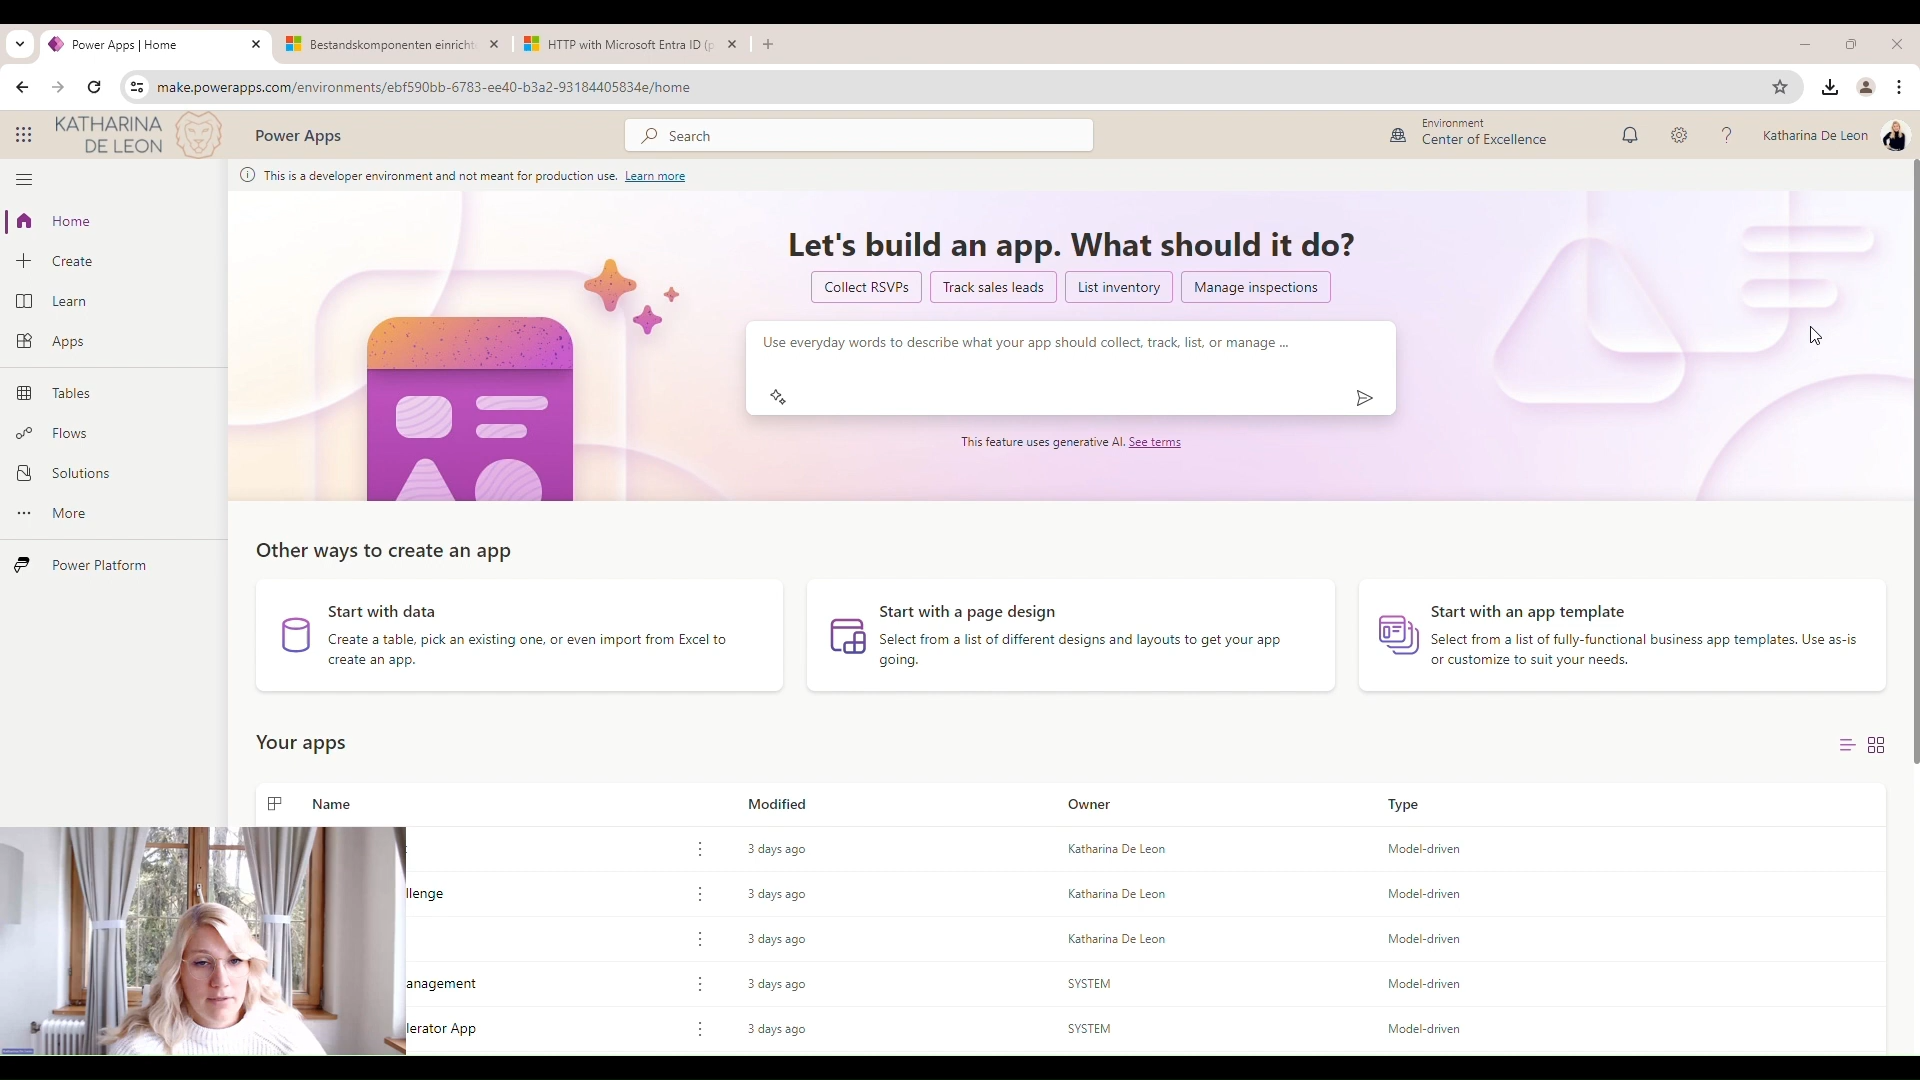 Power Apps | Home
Bestandskomponenten einricht
HTTP with Microsoft Entra ID (p
make.powerapps.com/environments/ebf590bb-6783-ee40-b3a2-93184405834e/home
KATHARINA
DE LEON
Power Apps
Search
Environment
Center of Excellence
Katharina De Leon
This is a developer environment and not meant for production use. Learn more
Home
Create
Learn
Apps
Tables
Flows
Solutions
More
Power Platform
Let's build an app. What should it do?
Collect RSVPs
Track sales leads
List inventory
Manage inspections
Use everyday words to describe what your app should collect, track, list, or manage ...
This feature uses generative AI. See terms
Other ways to create an app
Start with data
Create a table, pick an existing one, or even import from Excel to
create an app.
Start with a page design
Select from a list of different designs and layouts to get your app
going.
Start with an app template
Select from a list of fully-functional business app templates. Use as-is
or customize to suit your needs.
Your apps
Name Modified Owner Type
3 days ago Katharina De Leon Model-driven
llenge 3 days ago Katharina De Leon Model-driven
3 days ago Katharina De Leon Model-driven
anagement 3 days ago SYSTEM Model-driven
lerator App 3 days ago SYSTEM Model-driven